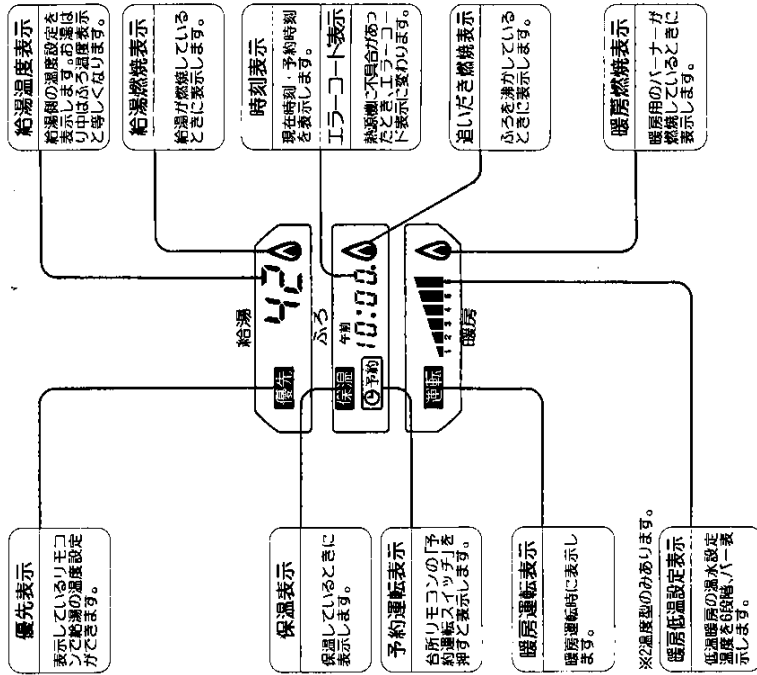 給湯温度表示
給湯側の温度設定を
表示します。お湯は
り中はふろ温度表示
と等しくなります。
給湯燃焼表示
給湯が燃焼している
ときに表示します。
時刻表示
現在時刻・予約時刻
を表示します。
エラーコード表示
熱源機に不具合があっ
たとき、エラーコー
ド表示に変わります。
追いだき燃焼表示
ふろを沸かしている
ときに表示します。
暖房燃焼表示
暖房用のバーナーが
燃焼しているときに
表示します。
給湯
優先 42
ふろ
保温 午前 10:00
予約
運転
1 2 3 4 5 6
暖房
優先表示
表示しているリモコ
ンで給湯の温度設定
ができます。
保温表示
保温しているときに
表示します。
予約運転表示
台所リモコンの「予
約運転スイッチ」を
押すと表示します。
暖房運転表示
暖房運転時に表示し
ます。
※2温度型のみあります。
暖房低温設定表示
低温暖房の温水設定
温度を6段階、バー表
示します。